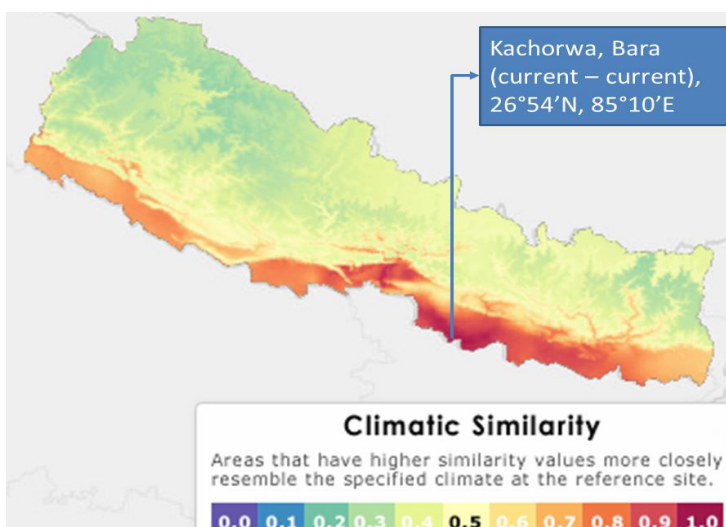 Kachorwa, Bara
(current – current),
26°54’N, 85°10’E
Climatic Similarity
Areas that have higher similarity values more closely
resemble the specified climate at the reference site.
0.0 0.1 0.2 0.3 0.4 0.5 0.6 0.7 0.8 0.9 1.0